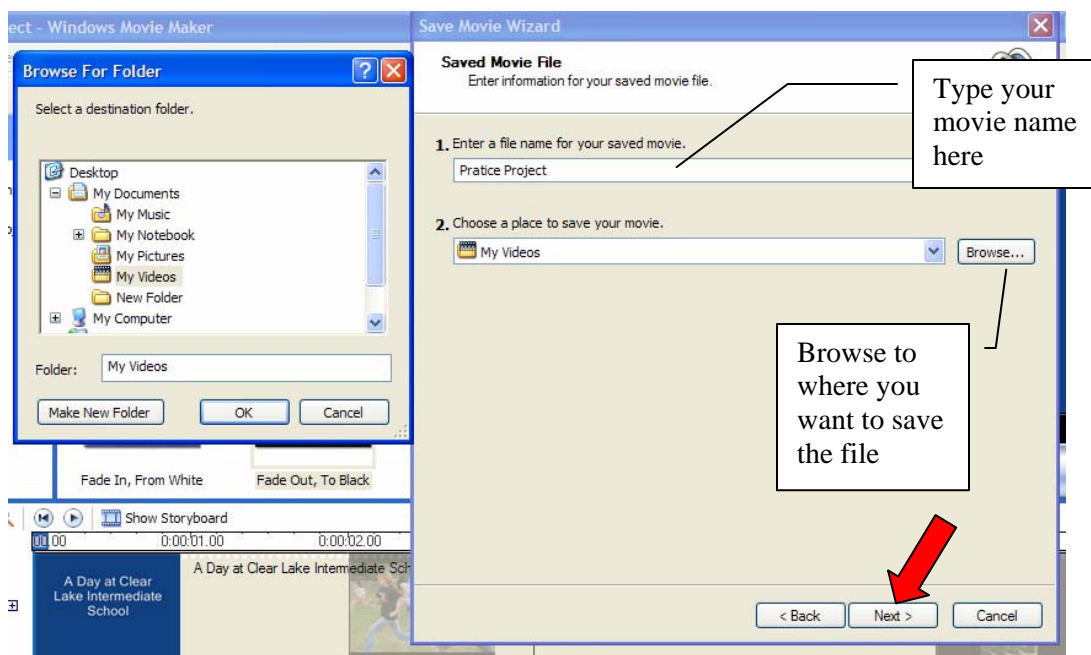 ect - Windows Movie Maker
Browse For Folder
Select a destination folder.
Desktop
My Documents
My Music
My Notebook
My Pictures
My Videos
New Folder
My Computer
Folder: My Videos
Make New Folder
OK
Cancel
Fade In, From White
Fade Out, To Black
Show Storyboard
00.00 0:00:01.00 0:00:02.00
A Day at Clear
Lake Intermediate
School
A Day at Clear Lake Intermediate Sch
Save Movie Wizard
Saved Movie File
Enter information for your saved movie file.
1. Enter a file name for your saved movie.
Pratice Project
2. Choose a place to save your movie.
My Videos
Browse...
Type your
movie name
here
Browse to
where you
want to save
the file
< Back
Next >
Cancel